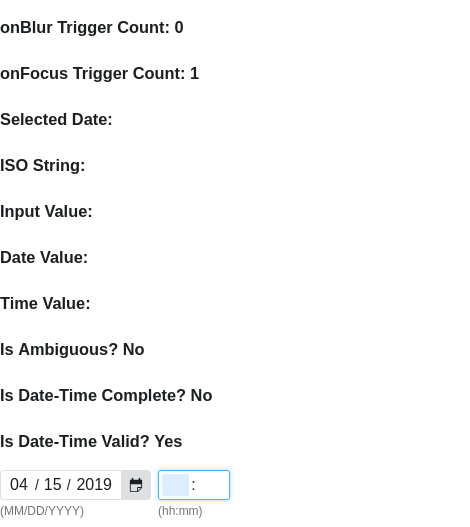 onBlur Trigger Count: 0
onFocus Trigger Count: 1
Selected Date:
ISO String:
Input Value:
Date Value:
Time Value:
Is Ambiguous? No
Is Date-Time Complete? No
Is Date-Time Valid? Yes
04 / 15 / 2019 :
(MM/DD/YYYY) (hh:mm)